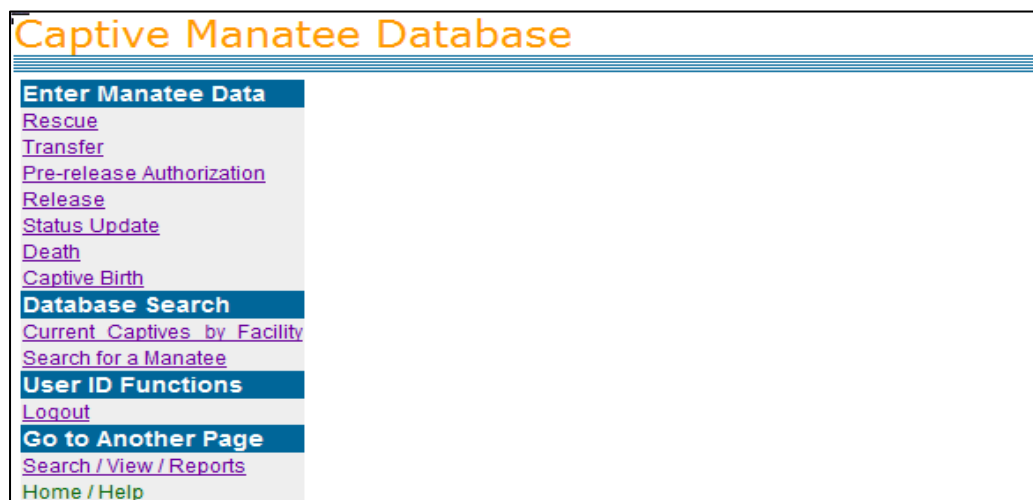 Captive Manatee Database
Enter Manatee Data
Rescue
Transfer
Pre-release Authorization
Release
Status Update
Death
Captive Birth
Database Search
Current Captives by Facility
Search for a Manatee
User ID Functions
Logout
Go to Another Page
Search / View / Reports
Home / Help